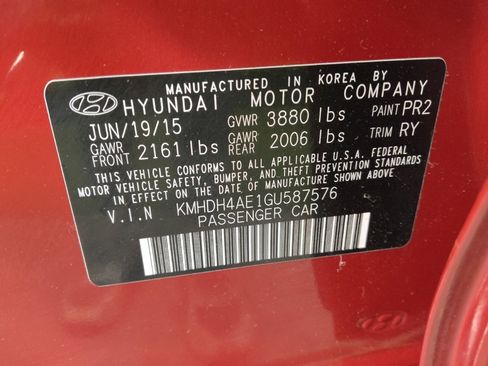 MANUFACTURED IN KOREA BY
HYUNDAI MOTOR COMPANY
JUN/19/15 GVWR 3880 lbs PAINT PR2
GAWR FRONT 2161 lbs GAWR REAR 2006 lbs TRIM RY
THIS VEHICLE CONFORMS TO ALL APPLICABLE U.S.A. FEDERAL
MOTOR VEHICLE SAFETY, BUMPER, AND THEFT PREVENTION STANDARDS
IN EFFECT ON THE DATE OF MANUFACTURE SHOWN ABOVE.
V.I.N KMHDH4AE1GU587576
PASSENGER CAR